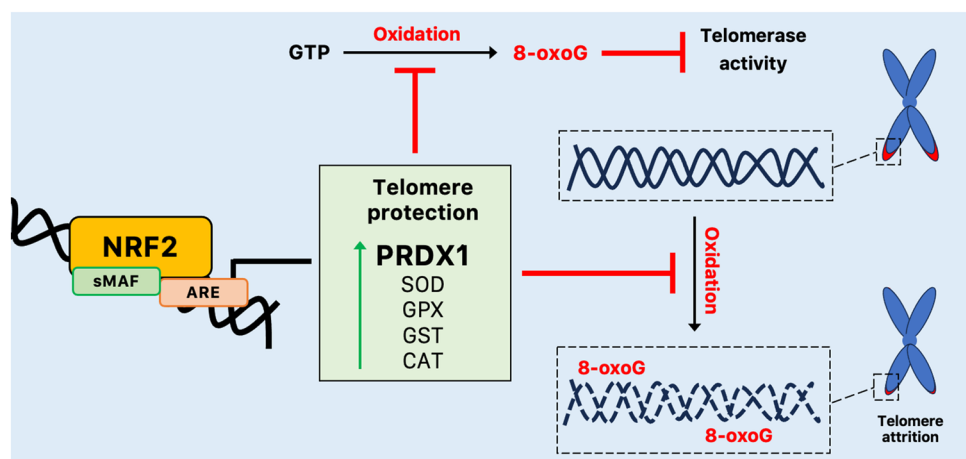 Oxidation
GTP
8-oxoG
Telomerase
activity
Telomere
protection
PRDX1
SOD
GPX
GST
CAT
NRF2
sMAF
ARE
Oxidation
8-oxoG
8-oxoG
Telomere
attrition